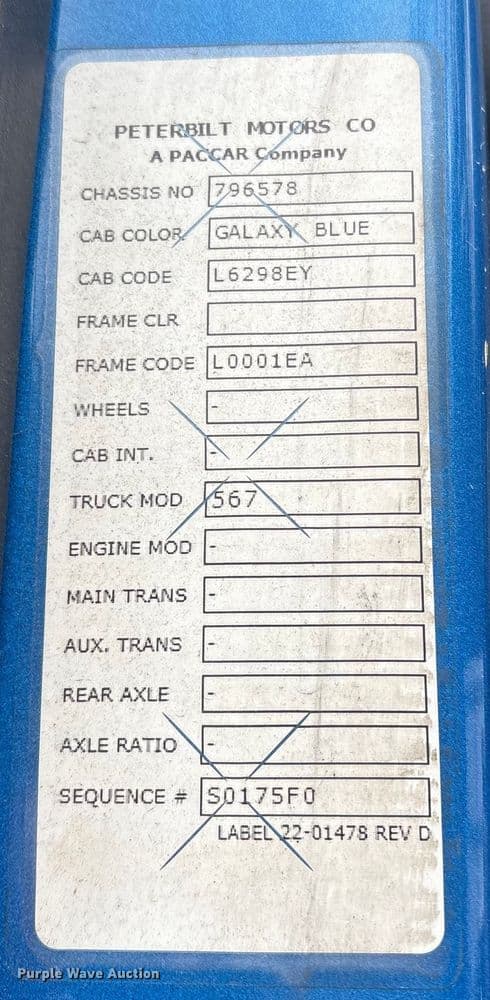 PETERBILT MOTORS CO
A PACCAR Company
CHASSIS NO 796578
CAB COLOR GALAXY BLUE
CAB CODE L6298EY
FRAME CLR
FRAME CODE L0001EA
WHEELS -
CAB INT. -
TRUCK MOD 567
ENGINE MOD -
MAIN TRANS -
AUX. TRANS -
REAR AXLE -
AXLE RATIO -
SEQUENCE # S0175F0
LABEL 22-01478 REV D
Purple Wave Auction